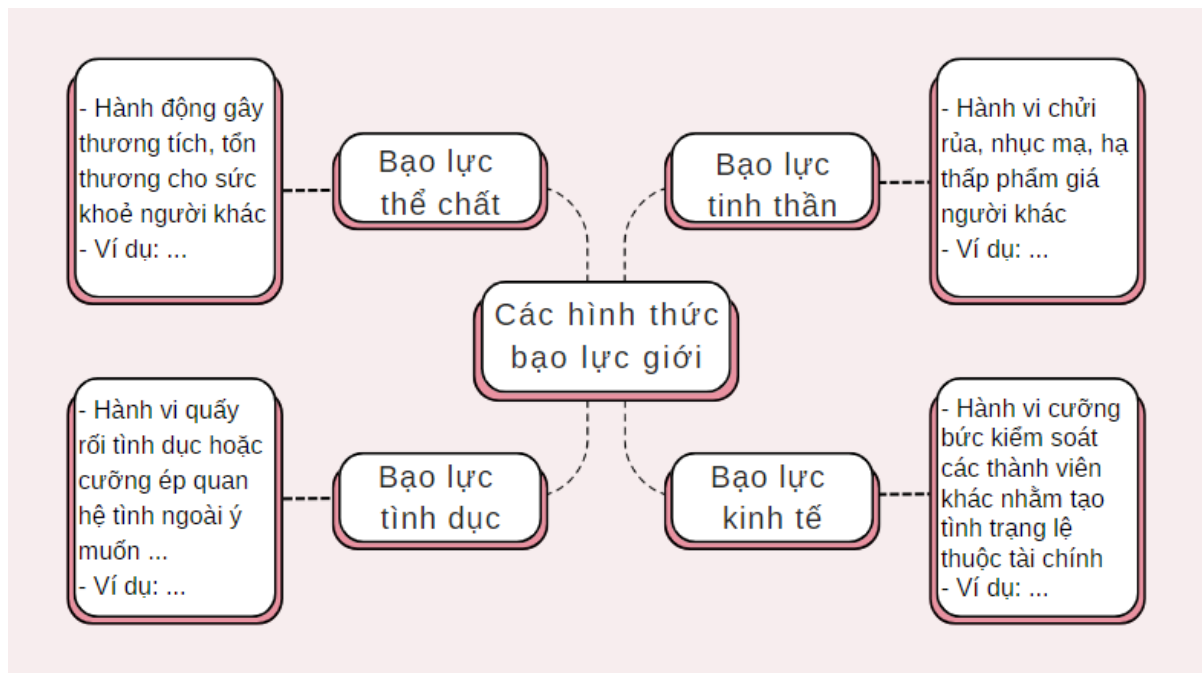 - Hành động gây
thương tích, tổn
thương cho sức
khoẻ người khác
- Ví dụ: ...
Bạo lực
thể chất
Bạo lực
tinh thần
- Hành vi chửi
rủa, nhục mạ, hạ
thấp phẩm giá
người khác
- Ví dụ: ...
Các hình thức
bạo lực giới
- Hành vi quấy
rối tình dục hoặc
cưỡng ép quan
hệ tình ngoài ý
muốn ...
- Ví dụ: ...
Bạo lực
tình dục
Bạo lực
kinh tế
- Hành vi cưỡng
bức kiểm soát
các thành viên
khác nhằm tạo
tình trạng lệ
thuộc tài chính
- Ví dụ: ...